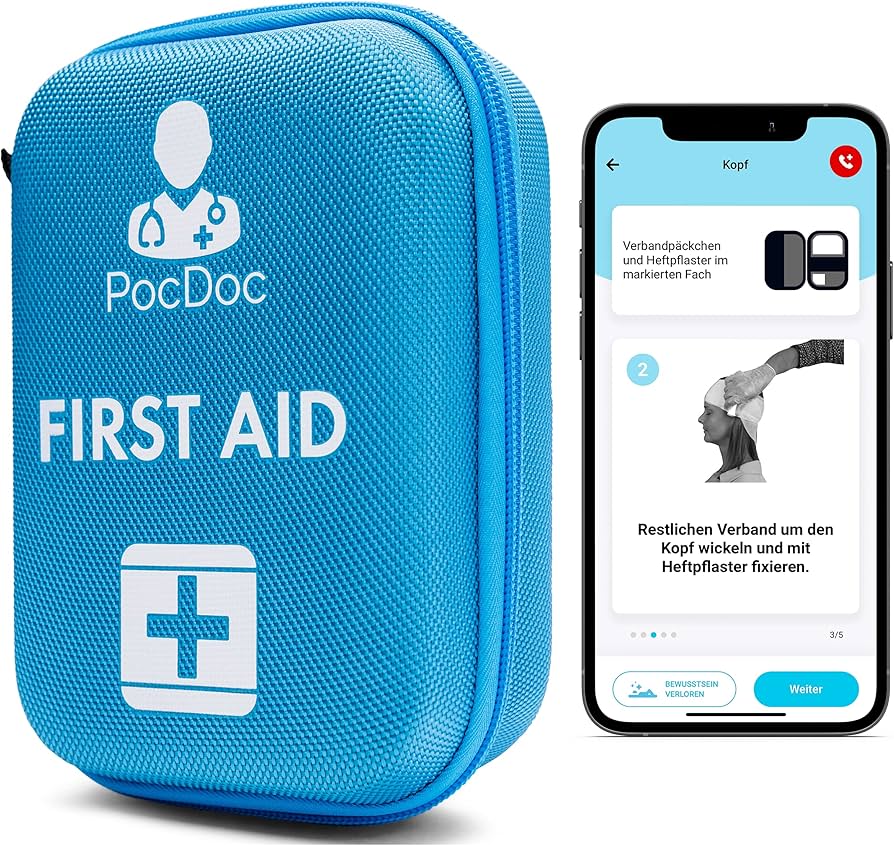 PocDoc
FIRST AID
Kopf
Verbandpäckchen
und Heftpflaster im
markierten Fach
2
Restlichen Verband um den
Kopf wickeln und mit
Heftpflaster fixieren.
3/5
BEWUSSTSEIN
VERLOREN
Weiter